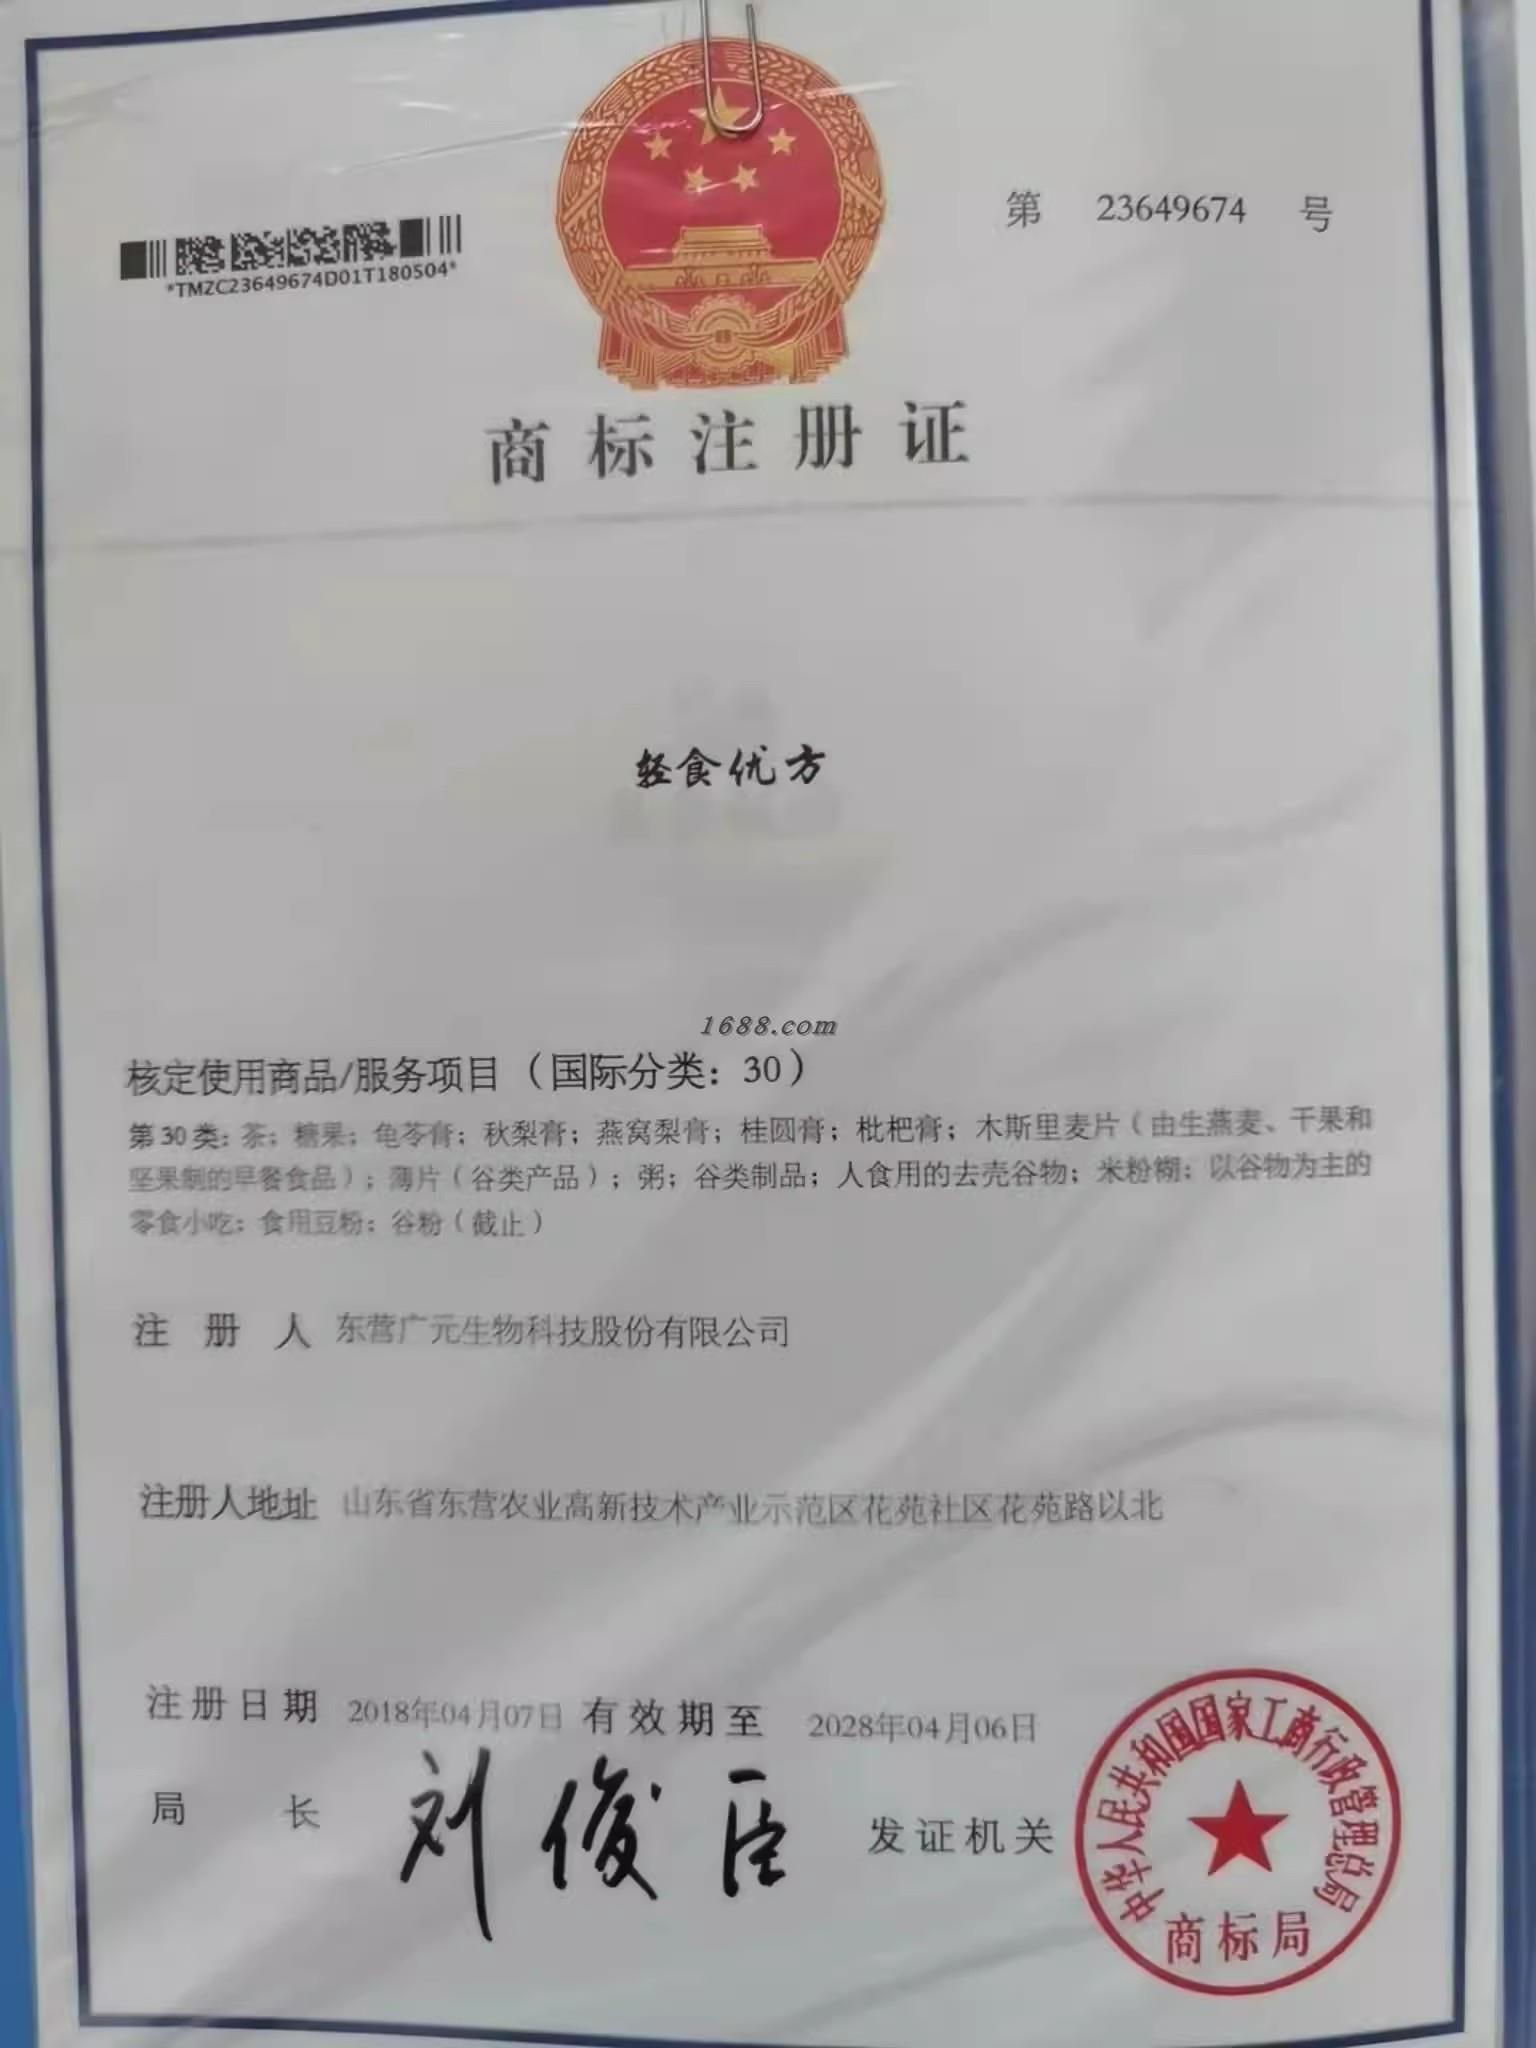 第 23649674 号
*TMZC23649674D01T180504*
商标注册证
轻食优方
1688.com
核定使用商品/服务项目（国际分类：30）
第30类：茶；糖果；龟苓膏；秋梨膏；燕窝梨膏；桂圆膏；枇杷膏；木斯里麦片（由生燕麦、干果和
坚果制的早餐食品）；薄片（谷类产品）；粥；谷类制品；人食用的去壳谷物；米粉糊；以谷物为主的
零食小吃；食用豆粉；谷粉（截止）
注册人 东营广元生物科技股份有限公司
注册人地址 山东省东营农业高新技术产业示范区花苑社区花苑路以北
注册日期 2018年04月07日 有效期至 2028年04月06日
局长 刘俊臣 发证机关
中华人民共和国国家工商行政管理总局
商标局